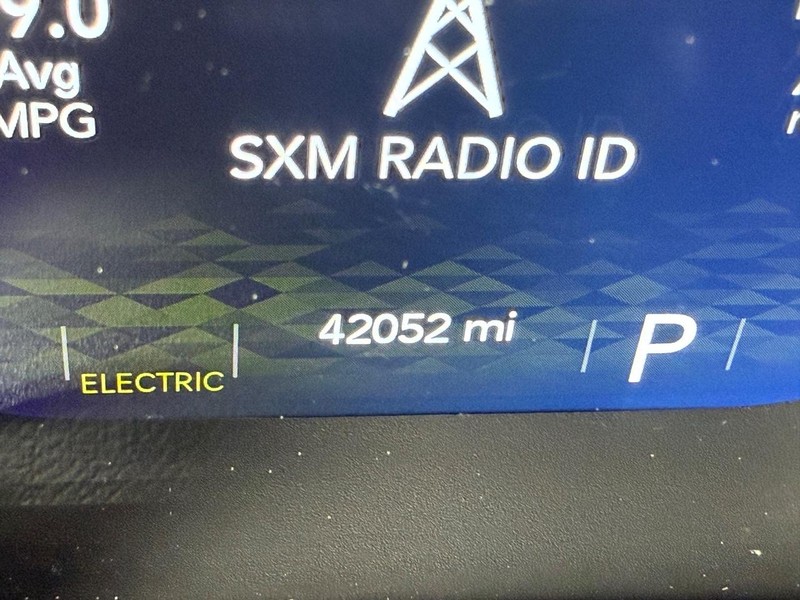 9.0
Avg
MPG
SXM RADIO ID
42052 mi
P
ELECTRIC